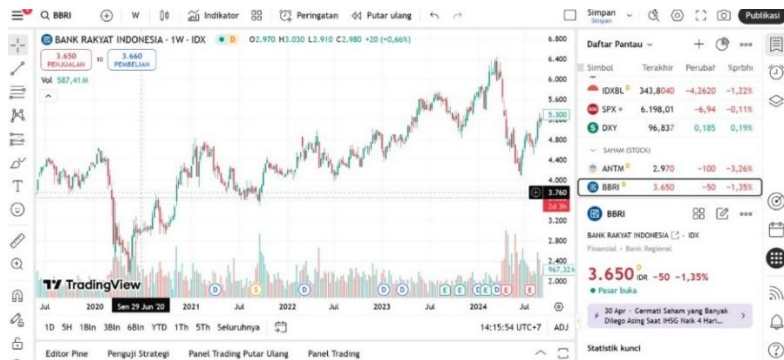 BBRI
W
Indikator
Peringatan
Putar ulang
Simpan
Simpan
Publikasi
BANK RAKYAT INDONESIA · 1W · IDX
D
O2.970 H3.030 L2.910 C2.980 +20 (+0,66%)
3.650
PENJUALAN
10
3.660
PEMBELIAN
Vol 587,41M
6.800
6.400
6.000
5.600
5.300
4.800
4.400
4.000
3.760
2d 3h
3.200
2.800
2.400
967,32M
2.000
TradingView
D
S
D
D
D
E
E
D
E
D
E
E
Jul
2020
Sen 29 Jun '20
2021
Jul
2022
Jul
2023
Jul
2024
Jul
1D 5H 1Bln 3Bln 6Bln YTD 1Th 5Th Seluruhnya
14:15:54 UTC+7
ADJ
Editor Pine
Penguji Strategi
Panel Trading Putar Ulang
Panel Trading
Daftar Pantau
Simbol Terakhir Perubah %prbhn
IDXBL D 343,8040 -4,2620 -1,22%
SPX 6.198,01 -6,94 -0,11%
DXY 96,837 0,185 0,19%
SAHAM (STOCK)
ANTM D 2.970 -100 -3,26%
BBRI D 3.650 -50 -1,35%
BBRI
BANK RAKYAT INDONESIA · IDX
Finansial · Bank Regional
3.650 D IDR -50 -1,35%
Pasar buka
30 Apr · Cermati Saham yang Banyak
Dilego Asing Saat IHSG Naik 4 Hari...
Statistik kunci